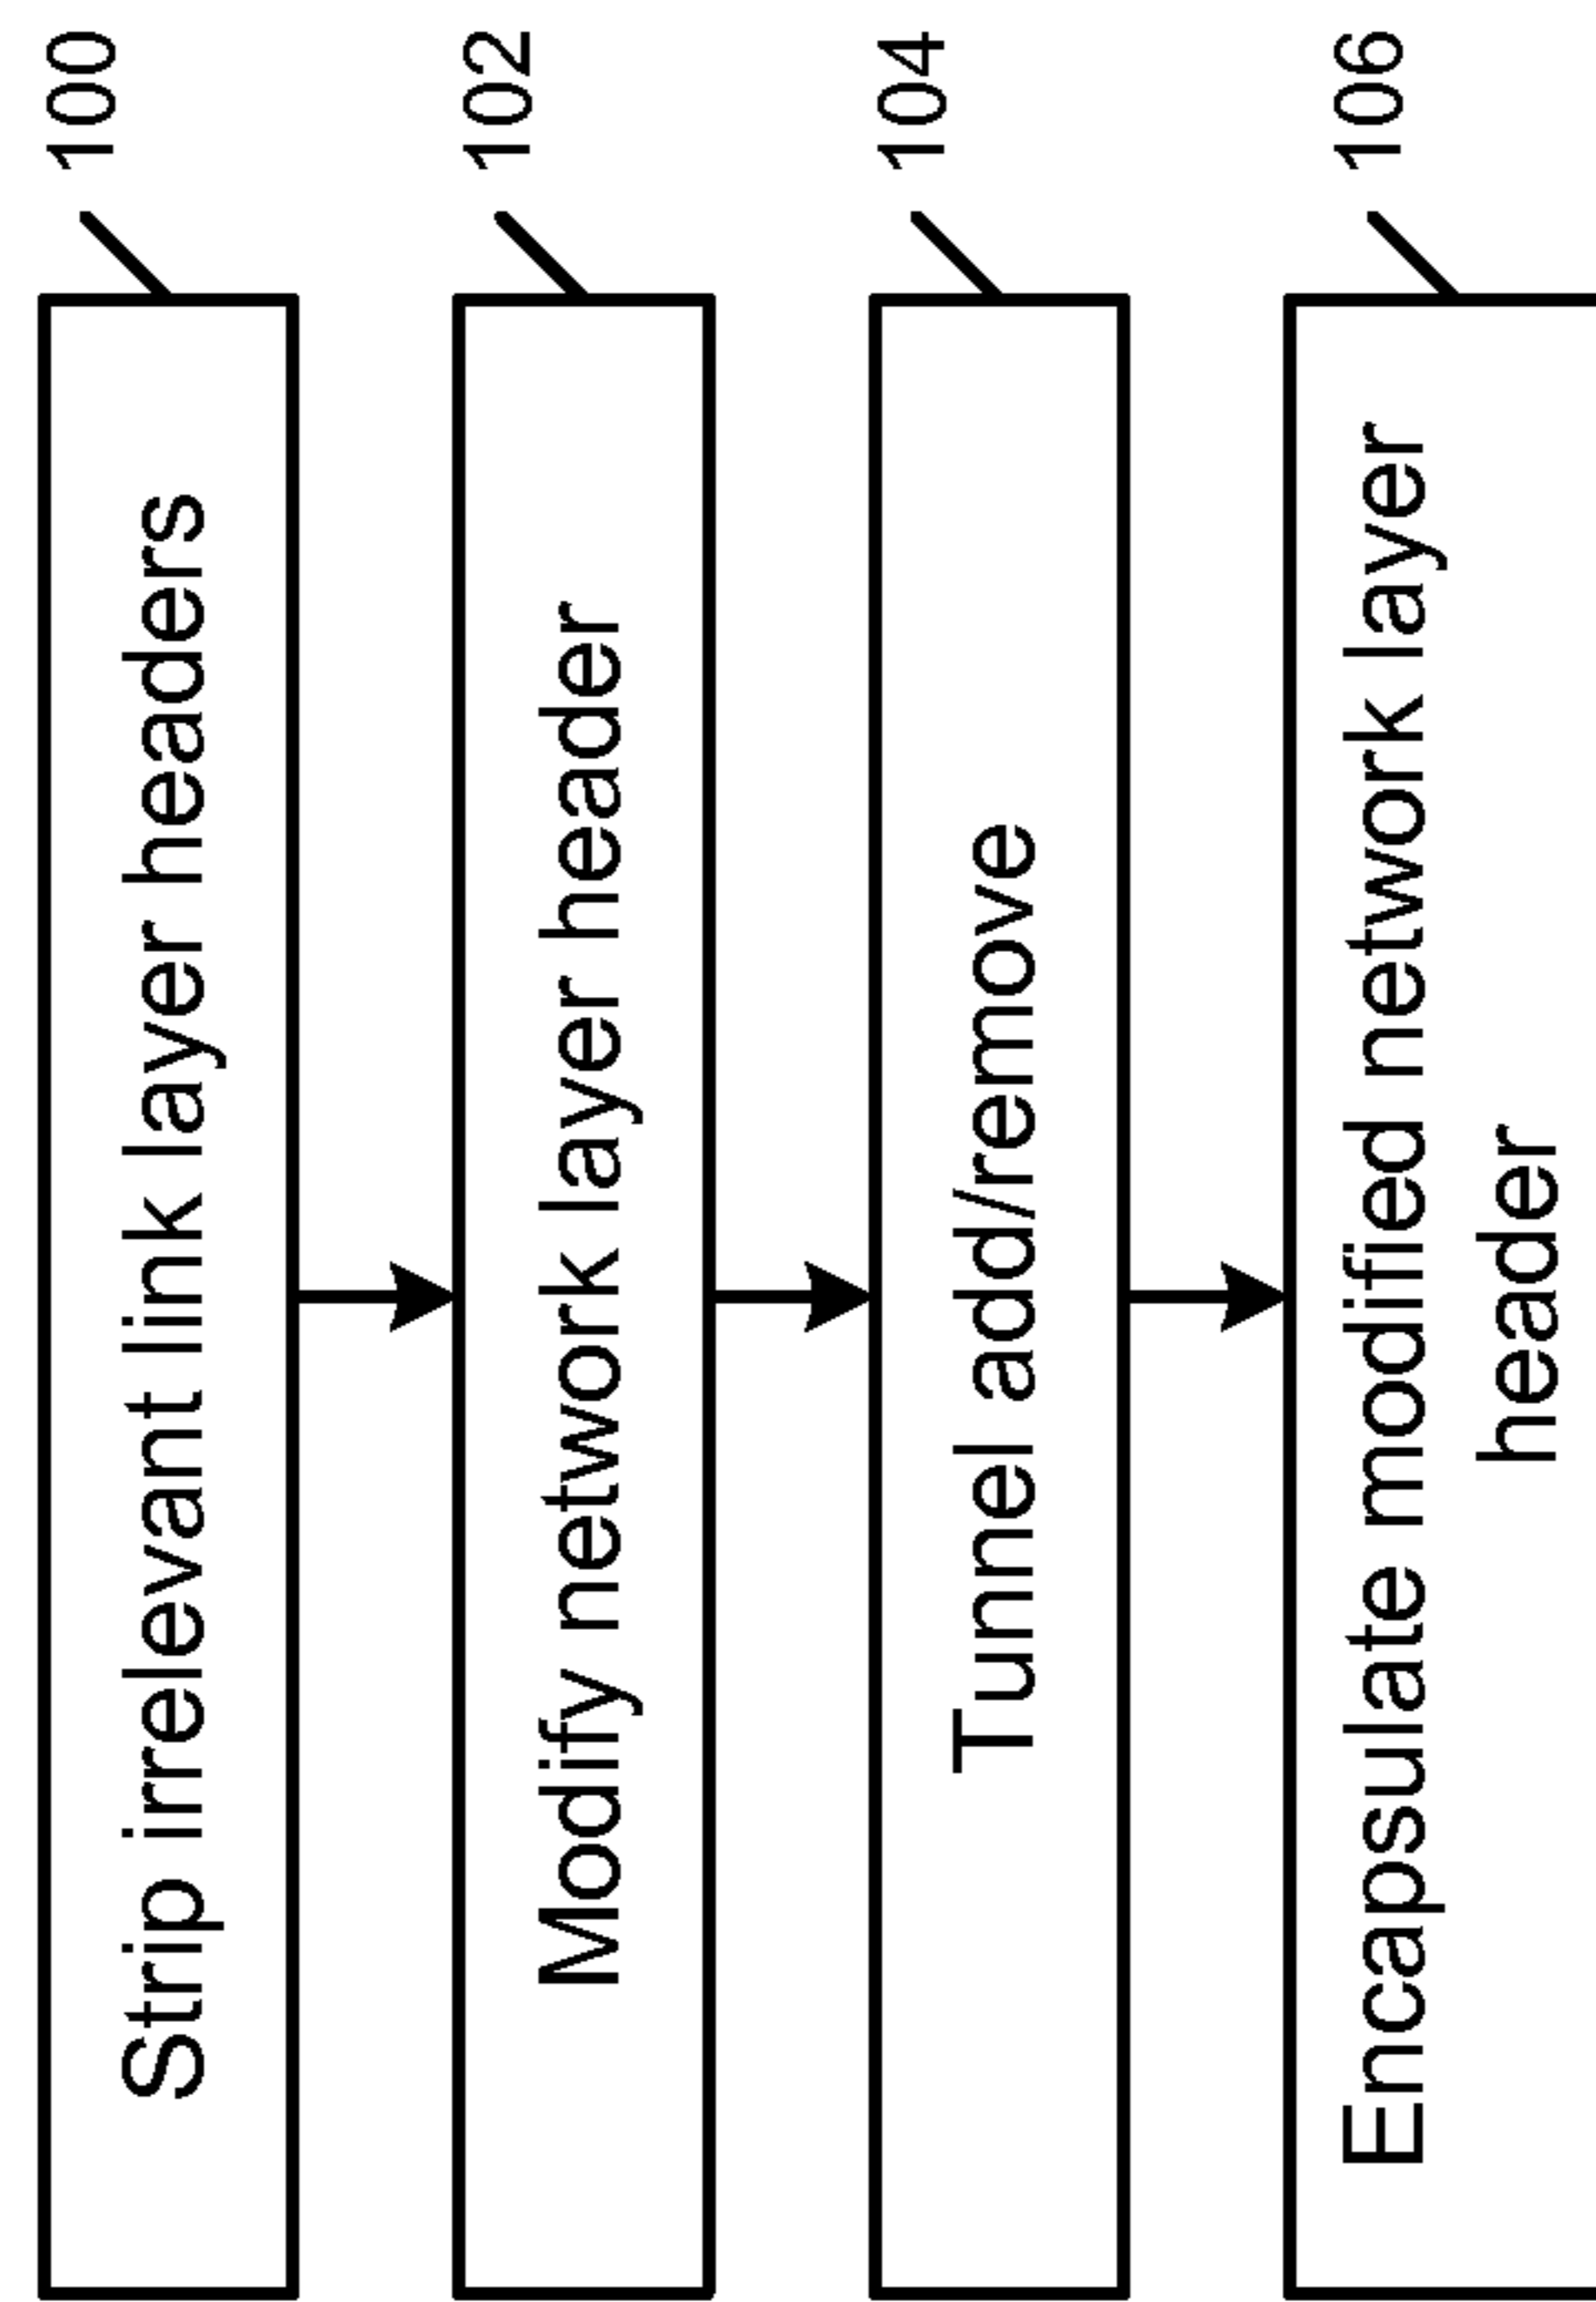 Strip irrelevant link layer headers
100
Modify network layer header
102
Tunnel add/remove
104
Encapsulate modified network layer
header
106